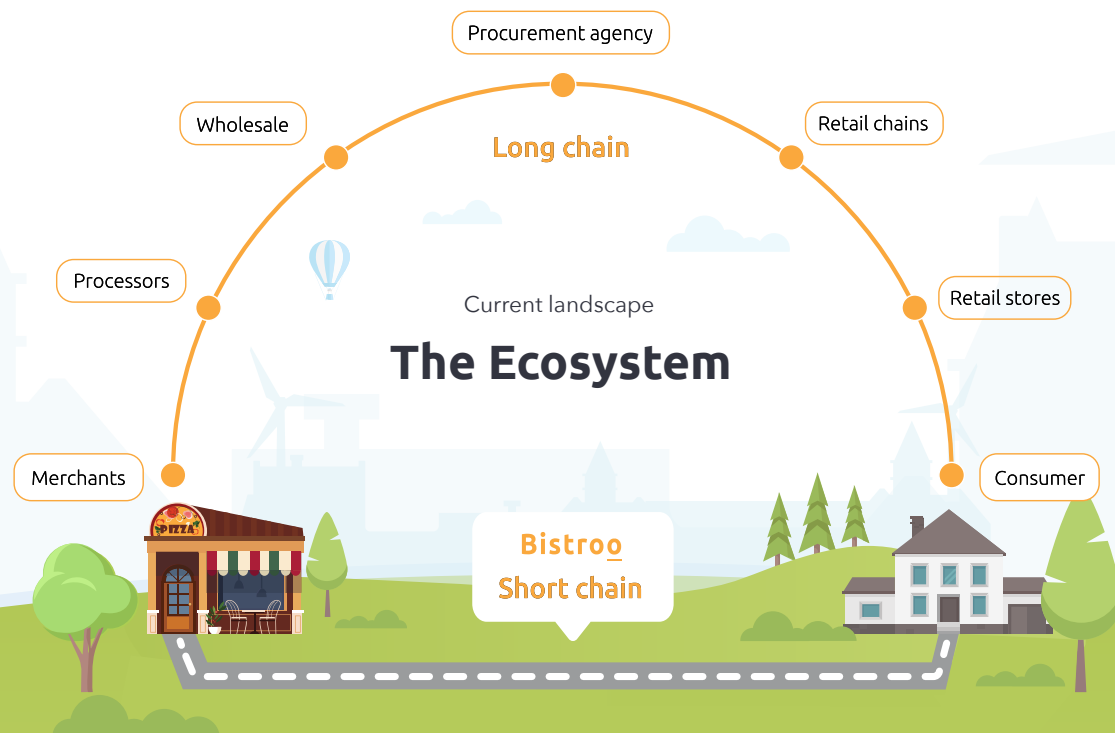 Procurement agency
Wholesale
Retail chains
Long chain
Processors
Retail stores
Current landscape
The Ecosystem
Merchants
Consumer
PIZZA
Bistroo
Short chain